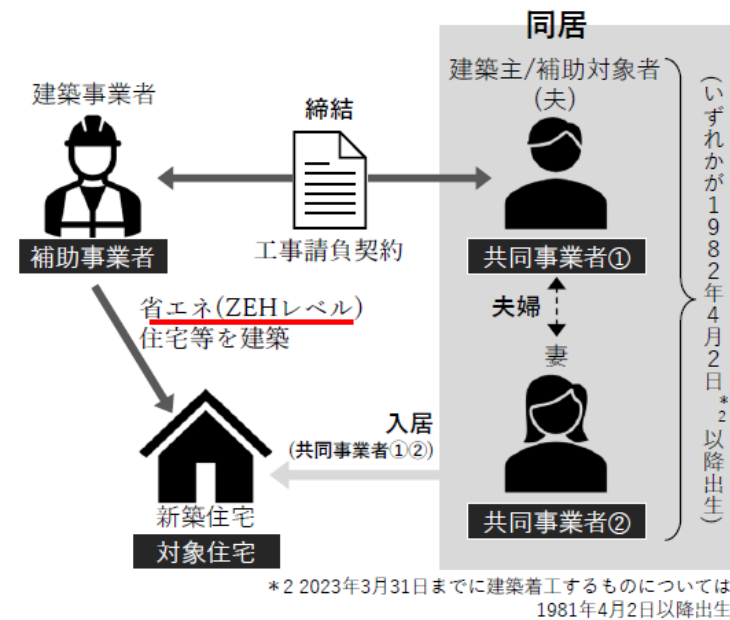 同居
建築主/補助対象者
(夫)
建築事業者
締結
補助事業者
工事請負契約
共同事業者①
(いずれかが1982年4月2日*2以降出生)
夫婦
省エネ(ZEHレベル)
住宅等を建築
妻
入居
(共同事業者①②)
新築住宅
対象住宅
共同事業者②
*2 2023年3月31日までに建築着工するものについては
1981年4月2日以降出生